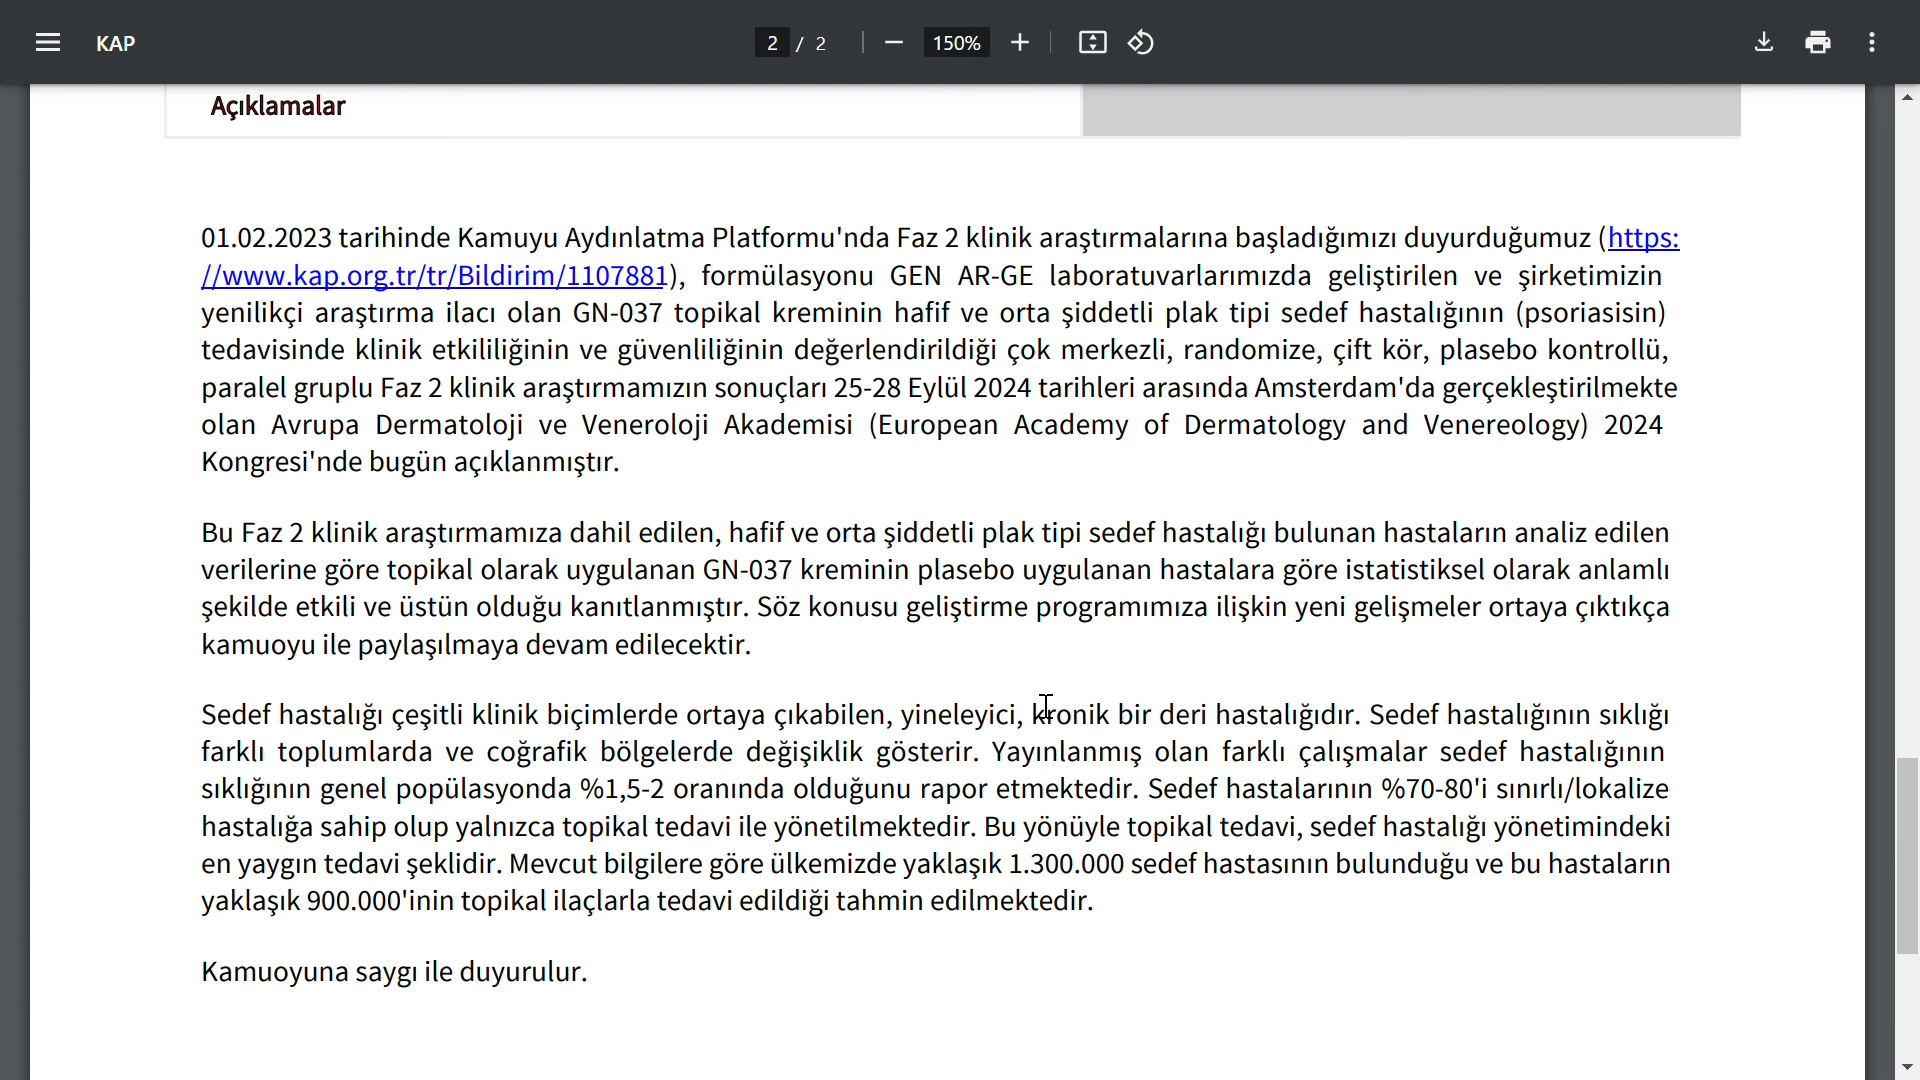 KAP
2 / 2
150%
Açıklamalar
01.02.2023 tarihinde Kamuyu Aydınlatma Platformu'nda Faz 2 klinik araştırmalarına başladığımızı duyurduğumuz (https:
//www.kap.org.tr/tr/Bildirim/1107881), formülasyonu GEN AR-GE laboratuvarlarımızda geliştirilen ve şirketimizin
yenilikçi araştırma ilacı olan GN-037 topikal kreminin hafif ve orta şiddetli plak tipi sedef hastalığının (psoriasisin)
tedavisinde klinik etkililiğinin ve güvenliliğinin değerlendirildiği çok merkezli, randomize, çift kör, plasebo kontrollü,
paralel gruplu Faz 2 klinik araştırmamızın sonuçları 25-28 Eylül 2024 tarihleri arasında Amsterdam'da gerçekleştirilmekte
olan Avrupa Dermatoloji ve Veneroloji Akademisi (European Academy of Dermatology and Venereology) 2024
Kongresi'nde bugün açıklanmıştır.
Bu Faz 2 klinik araştırmamıza dahil edilen, hafif ve orta şiddetli plak tipi sedef hastalığı bulunan hastaların analiz edilen
verilerine göre topikal olarak uygulanan GN-037 kreminin plasebo uygulanan hastalara göre istatistiksel olarak anlamlı
şekilde etkili ve üstün olduğu kanıtlanmıştır. Söz konusu geliştirme programımıza ilişkin yeni gelişmeler ortaya çıktıkça
kamuoyu ile paylaşılmaya devam edilecektir.
Sedef hastalığı çeşitli klinik biçimlerde ortaya çıkabilen, yineleyici, kronik bir deri hastalığıdır. Sedef hastalığının sıklığı
farklı toplumlarda ve coğrafik bölgelerde değişiklik gösterir. Yayınlanmış olan farklı çalışmalar sedef hastalığının
sıklığının genel popülasyonda %1,5-2 oranında olduğunu rapor etmektedir. Sedef hastalarının %70-80'i sınırlı/lokalize
hastalığa sahip olup yalnızca topikal tedavi ile yönetilmektedir. Bu yönüyle topikal tedavi, sedef hastalığı yönetimindeki
en yaygın tedavi şeklidir. Mevcut bilgilere göre ülkemizde yaklaşık 1.300.000 sedef hastasının bulunduğu ve bu hastaların
yaklaşık 900.000'inin topikal ilaçlarla tedavi edildiği tahmin edilmektedir.
Kamuoyuna saygı ile duyurulur.